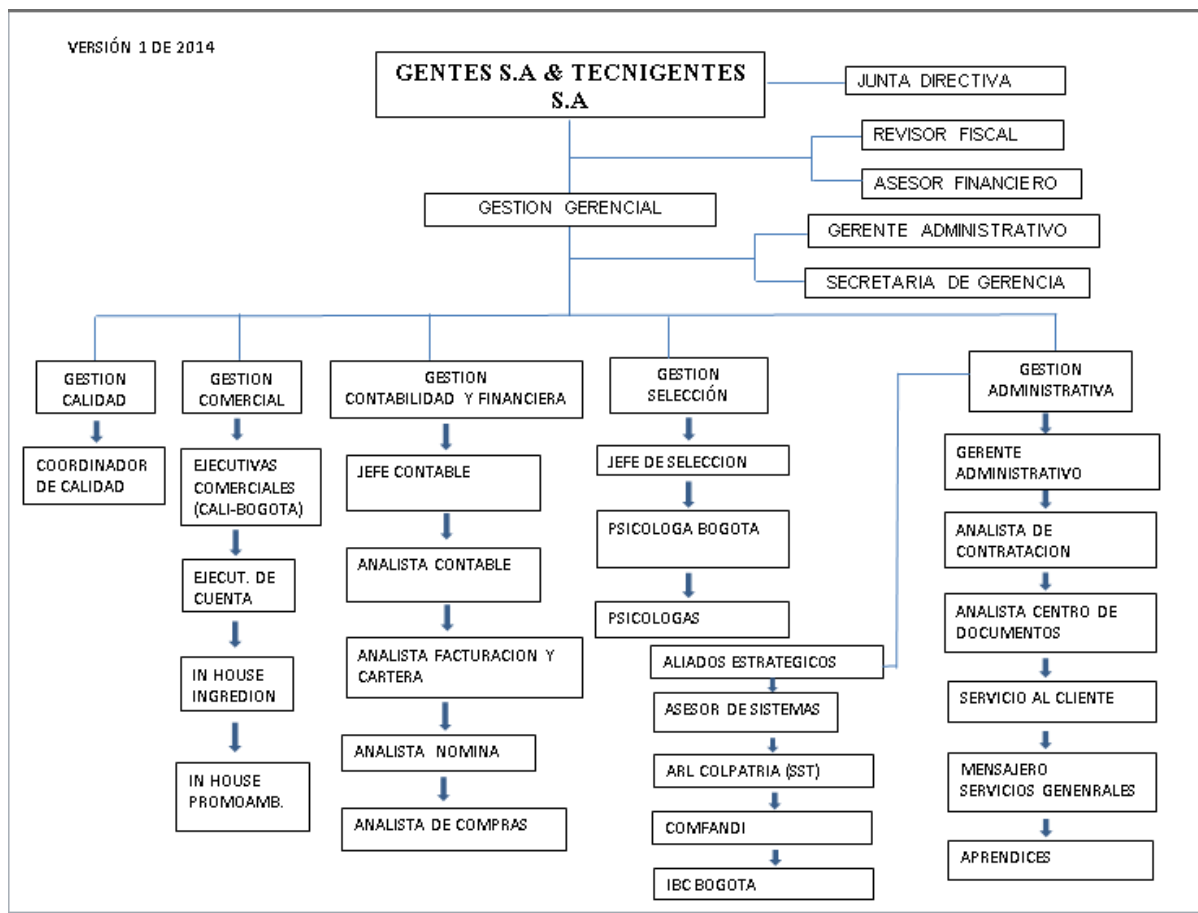 VERSIÓN 1 DE 2014
GENTES S.A & TECNIGENTES
S.A
JUNTA DIRECTIVA
REVISOR FISCAL
ASESOR FINANCIERO
GESTION GERENCIAL
GERENTE ADMINISTRATIVO
SECRETARIA DE GERENCIA
GESTION
CALIDAD
COORDINADOR
DE CALIDAD
GESTION
COMERCIAL
EJECUTIVAS
COMERCIALES
(CALI-BOGOTA)
EJECUT. DE
CUENTA
IN HOUSE
INGREDION
IN HOUSE
PROMOAMB.
GESTION
CONTABILIDAD Y FINANCIERA
JEFE CONTABLE
ANALISTA CONTABLE
ANALISTA FACTURACION Y
CARTERA
ANALISTA NOMINA
ANALISTA DE COMPRAS
GESTION
SELECCIÓN
JEFE DE SELECCION
PSICOLOGA BOGOTA
PSICOLOGAS
ALIADOS ESTRATEGICOS
ASESOR DE SISTEMAS
ARL COLPATRIA (SST)
COMFANDI
IBC BOGOTA
GESTION
ADMINISTRATIVA
GERENTE
ADMINISTRATIVO
ANALISTA DE
CONTRATACION
ANALISTA CENTRO DE
DOCUMENTOS
SERVICIO AL CLIENTE
MENSAJERO
SERVICIOS GENENRALES
APRENDICES